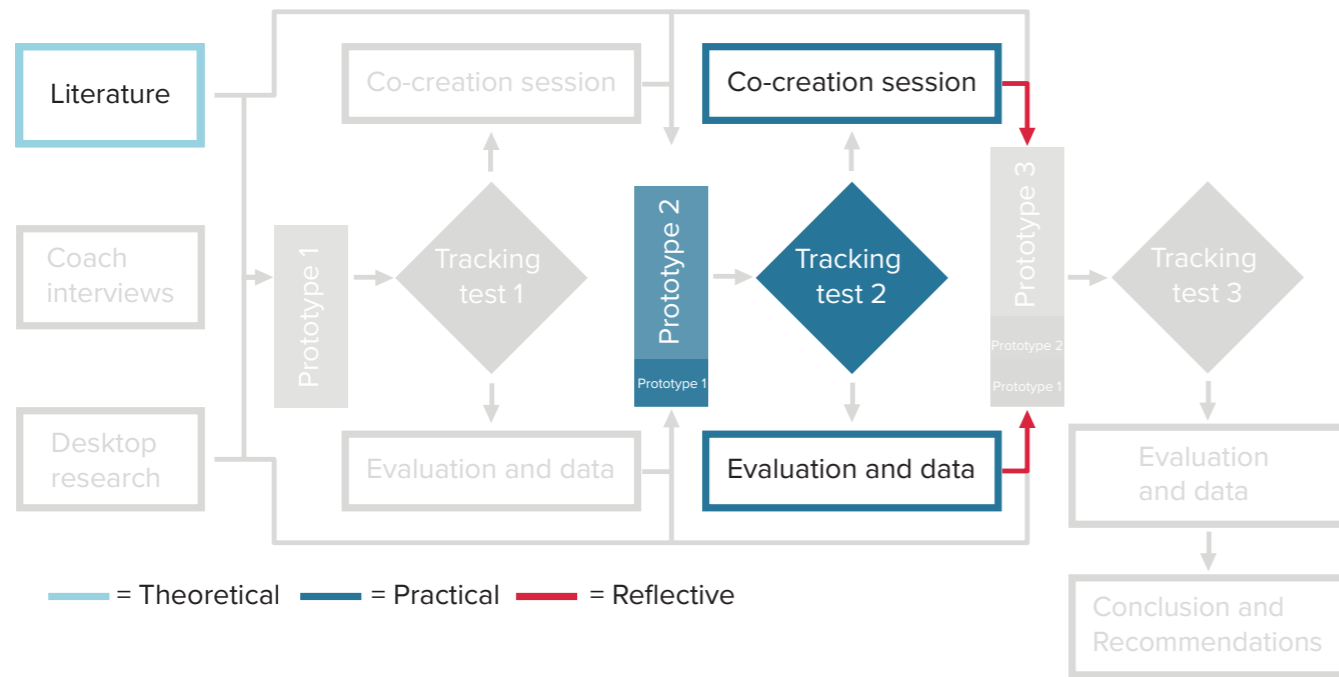 Literature
Coach
interviews
Desktop
research
Prototype 1
Co-creation session
Tracking
test 1
Evaluation and data
Prototype 2
Prototype 1
Co-creation session
Tracking
test 2
Evaluation and data
Prototype 3
Prototype 2
Prototype 1
Tracking
test 3
Evaluation
and data
Conclusion and
Recommendations
= Theoretical
= Practical
= Reflective